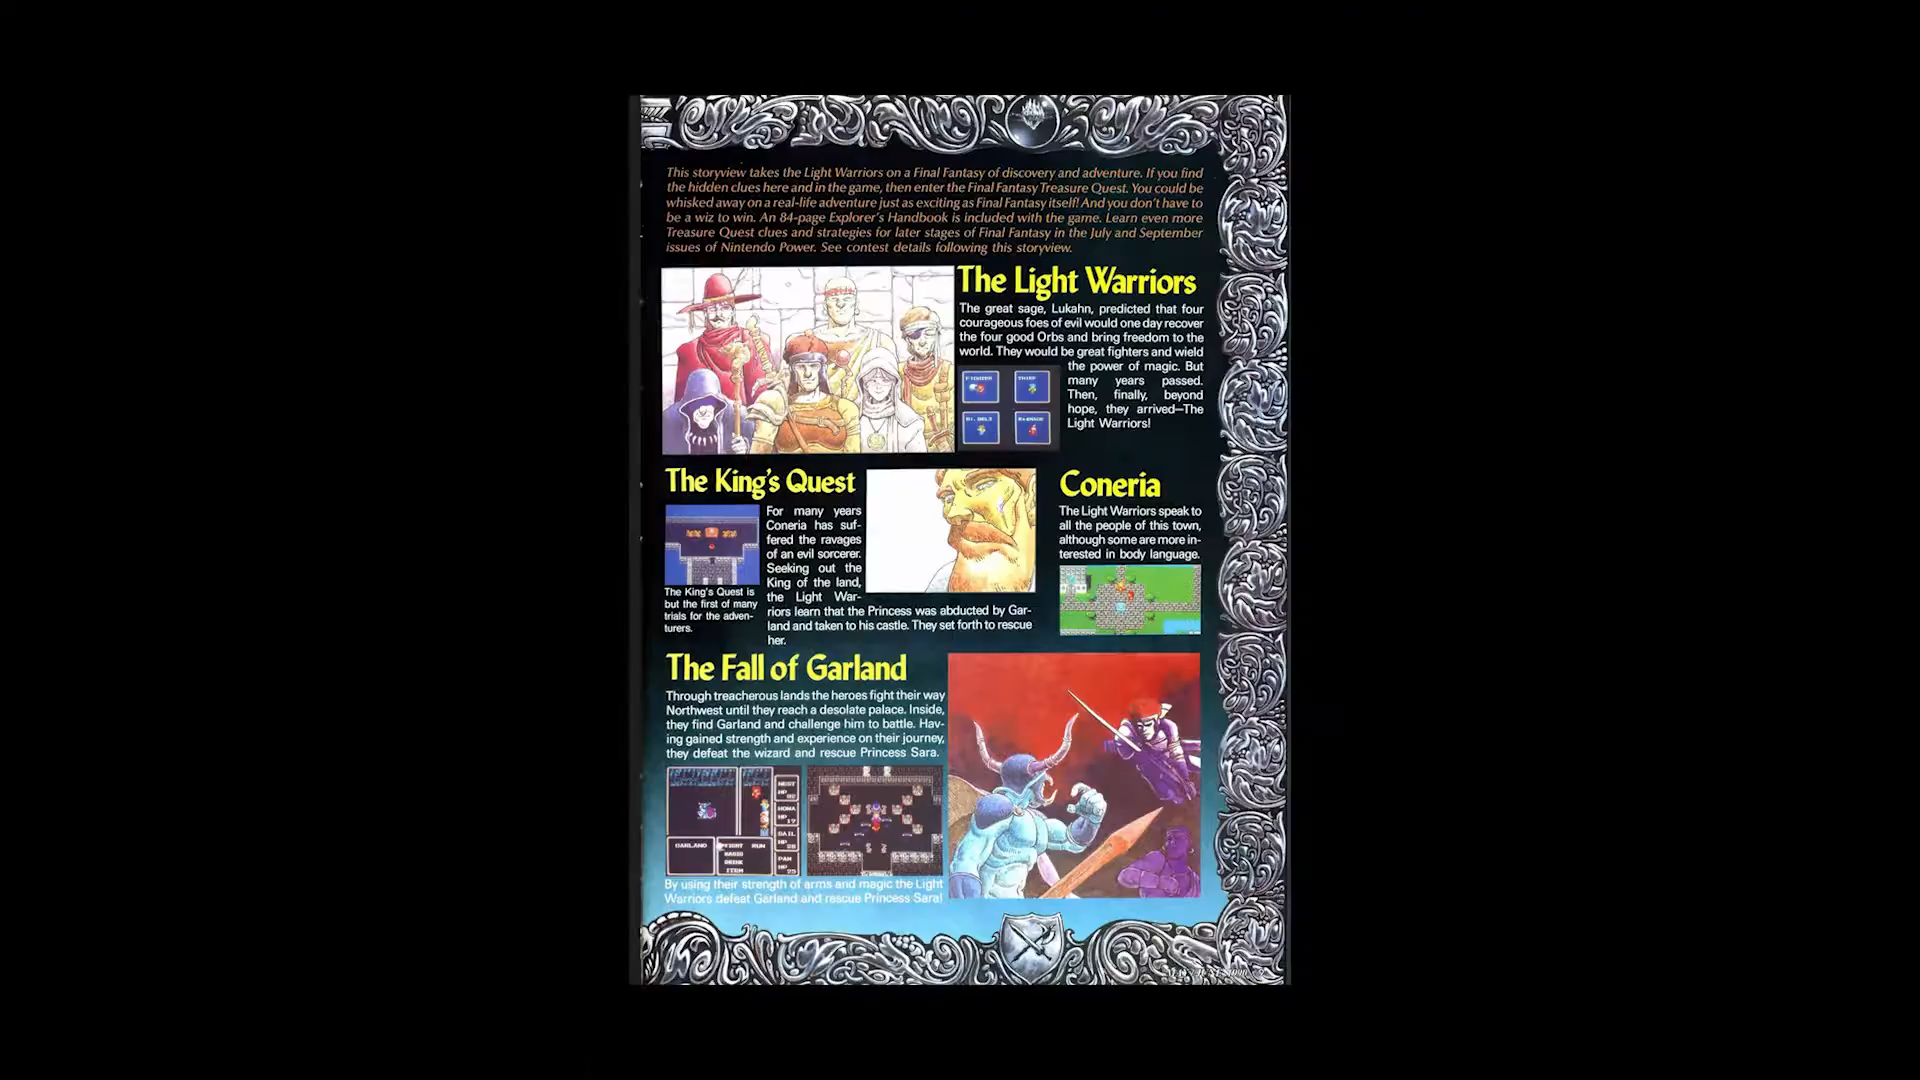 This storyview takes the Light Warriors on a Final Fantasy of discovery and adventure. If you find
the hidden clues here and in the game, then enter the Final Fantasy Treasure Quest. You could be
whisked away on a real-life adventure just as exciting as Final Fantasy itself! And you don't have to
be a wiz to win. An 84-page Explorer's Handbook is included with the game. Learn even more
Treasure Quest clues and strategies for later stages of Final Fantasy in the July and September
issues of Nintendo Power. See contest details following this storyview.
The Light Warriors
The great sage, Lukahn, predicted that four
courageous foes of evil would one day recover
the four good Orbs and bring freedom to the
world. They would be great fighters and wield
the power of magic. But
many years passed.
Then, finally, beyond
hope, they arrived—The
Light Warriors!
FIGHTER
THIEF
Bl.BELT
The King's Quest
For many years
Coneria has suf-
fered the ravages
of an evil sorcerer.
Seeking out the
King of the land,
the Light War-
riors learn that the Princess was abducted by Gar-
land and taken to his castle. They set forth to rescue
her.
The King's Quest is
but the first of many
trials for the adven-
turers.
Coneria
The Light Warriors speak to
all the people of this town,
although some are more in-
terested in body language.
The Fall of Garland
Through treacherous lands the heroes fight their way
Northwest until they reach a desolate palace. Inside,
they find Garland and challenge him to battle. Hav-
ing gained strength and experience on their journey,
they defeat the wizard and rescue Princess Sara.
GARLAND
FIGHT RUN
MAGIC
DRINK
ITEM
HP
HP
17
HP
28
PAM
HP
By using their strength of arms and magic the Light
Warriors defeat Garland and rescue Princess Sara!
MAY/JUNE 1990